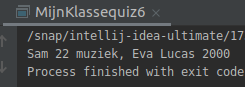 MijnKlassequiz6 ×
/snap/intellij-idea-ultimate/17
Sam 22 muziek, Eva Lucas 2000
Process finished with exit code